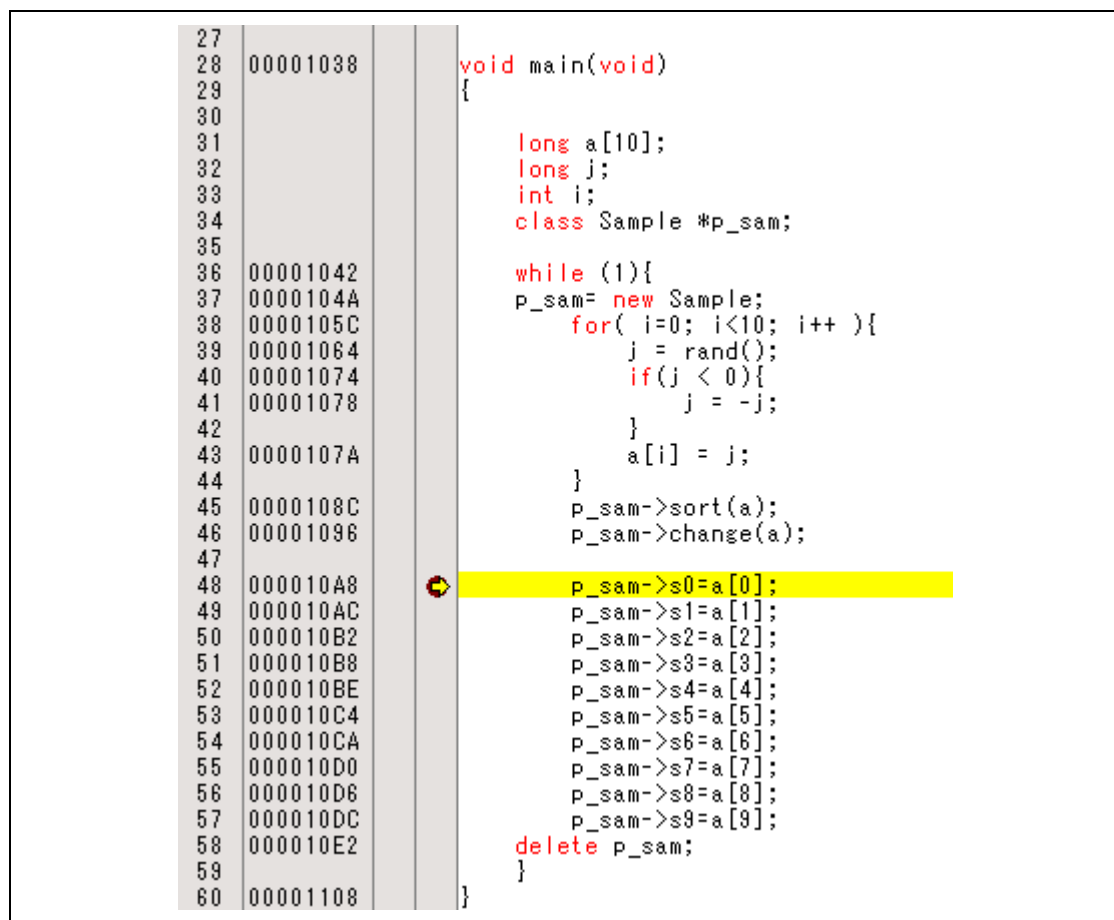 27
28 00001038 void main(void)
29 {
30
31 long a[10];
32 long j;
33 int i;
34 class Sample *p_sam;
35
36 00001042 while (1){
37 0000104A p_sam= new Sample;
38 0000105C for( i=0; i<10; i++ ){
39 00001064 j = rand();
40 00001074 if(j < 0){
41 00001078 j = -j;
42 }
43 0000107A a[i] = j;
44 }
45 0000108C p_sam->sort(a);
46 00001096 p_sam->change(a);
47
48 000010A8 p_sam->s0=a[0];
49 000010AC p_sam->s1=a[1];
50 000010B2 p_sam->s2=a[2];
51 000010B8 p_sam->s3=a[3];
52 000010BE p_sam->s4=a[4];
53 000010C4 p_sam->s5=a[5];
54 000010CA p_sam->s6=a[6];
55 000010D0 p_sam->s7=a[7];
56 000010D6 p_sam->s8=a[8];
57 000010DC p_sam->s9=a[9];
58 000010E2 delete p_sam;
59 }
60 00001108 }